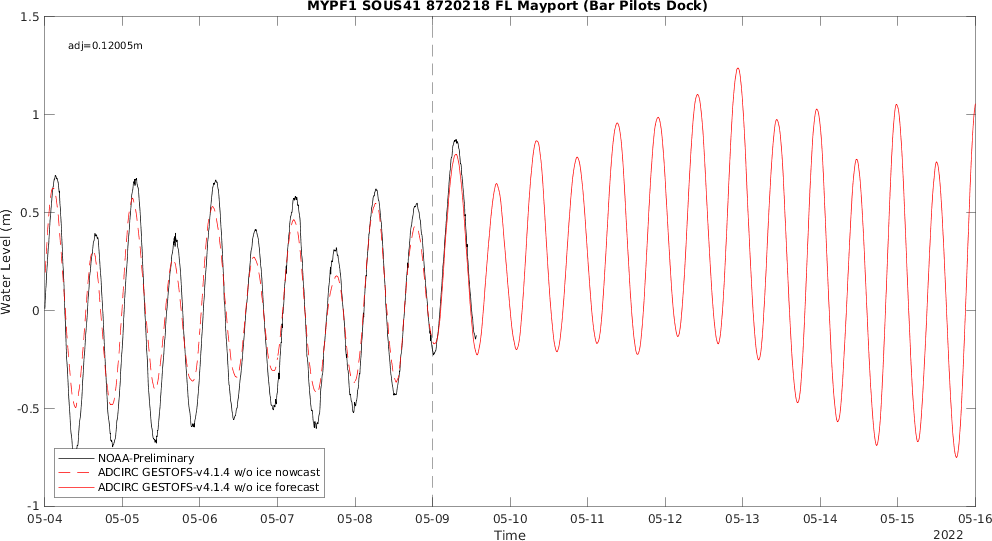 MYPF1 SOUS41 8720218 FL Mayport (Bar Pilots Dock)
1.5
adj=0.12005m
1
0.5
Water Level (m)
0
-0.5
NOAA-Preliminary
ADCIRC GESTOFS-v4.1.4 w/o ice nowcast
ADCIRC GESTOFS-v4.1.4 w/o ice forecast
-1
05-04 05-05 05-06 05-07 05-08 05-09 05-10 05-11 05-12 05-13 05-14 05-15 05-16
Time
2022